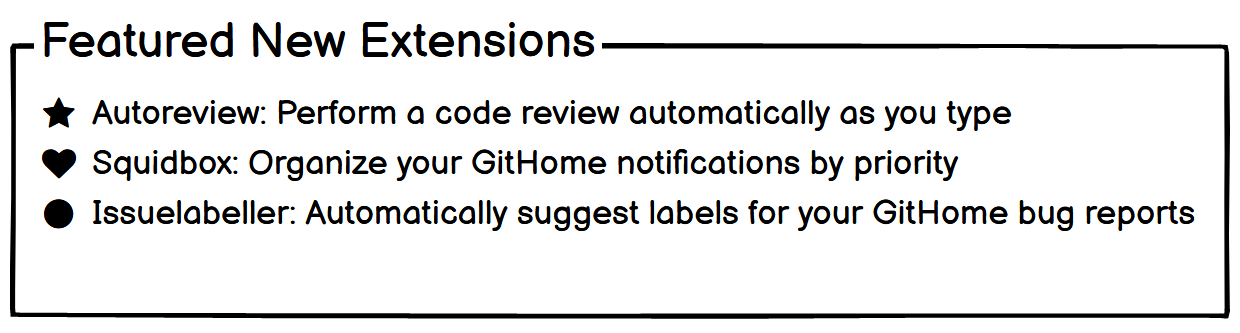 Featured New Extensions
Autoreview: Perform a code review automatically as you type
Squidbox: Organize your GitHome notifications by priority
Issuelabeller: Automatically suggest labels for your GitHome bug reports